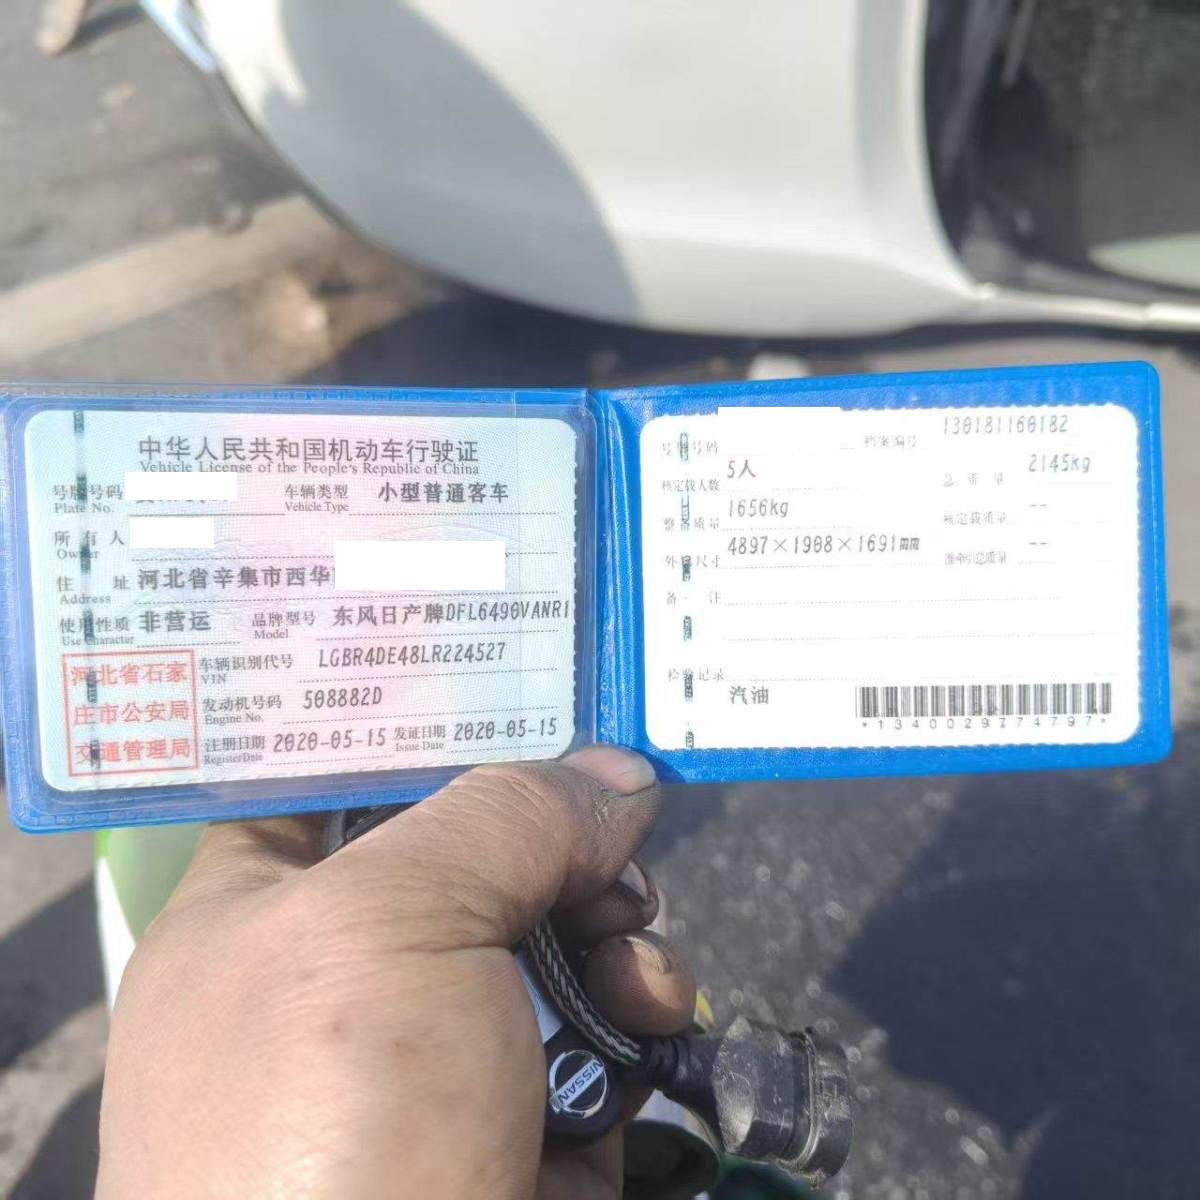 中华人民共和国机动车行驶证
Vehicle License of the People's Republic of China
号牌号码 车辆类型 小型普通客车
Plate No. Vehicle Type
所有人
Owner
住址 河北省辛集市西华
Address
使用性质 非营运 品牌型号 东风日产牌DFL6490VANR1
Use Character Model
河北省石家
庄市公安局
交通管理局
车辆识别代号 LGBR4DE48LR224527
VIN
发动机号码 508882D
Engine No.
注册日期 2020-05-15 发证日期 2020-05-15
Register Date Issue Date
号牌号码 档案编号 130181160182
核定载人数 5人 总质量 2145kg
整备质量 1656kg 核定载质量 --
外廓尺寸 4897×1908×1691mm 准牵引总质量 --
备注
检验记录
汽油
*1340029774797*
NISSAN